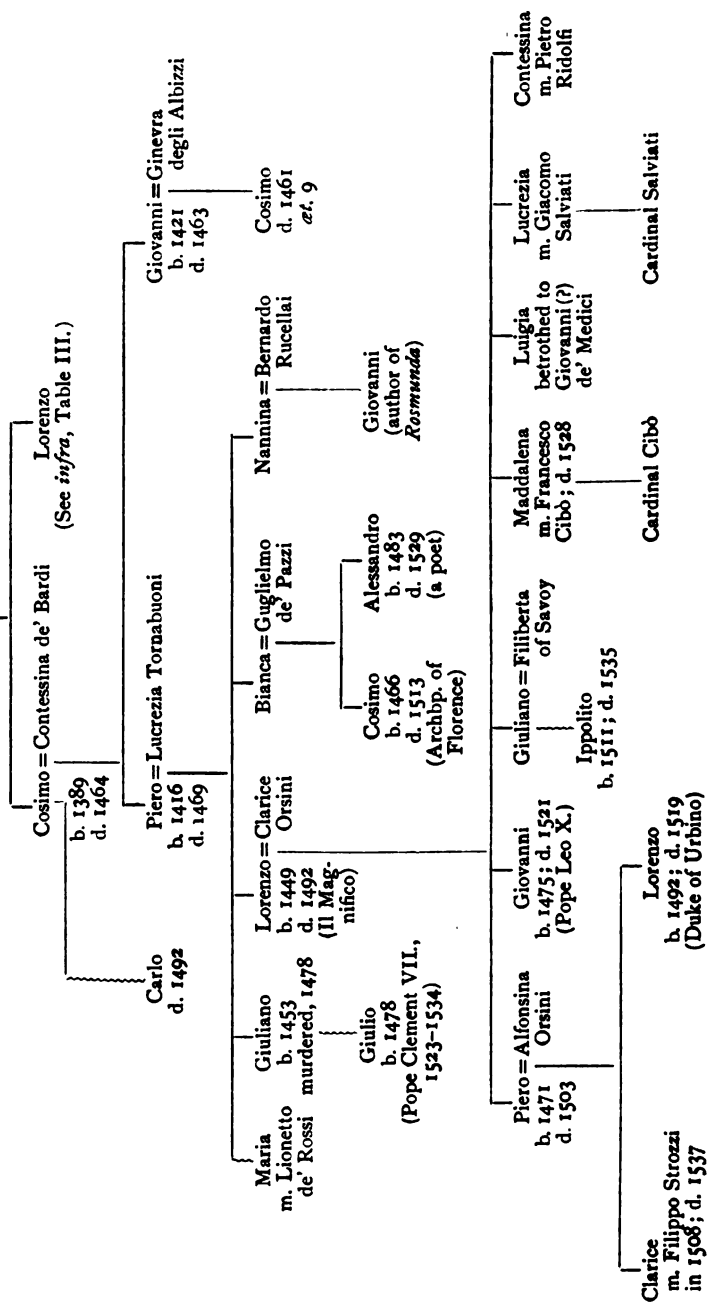 Cosimo = Contessina de' Bardi
b. 1389
d. 1464
Lorenzo
(See infra, Table III.)
Carlo
d. 1492
Piero = Lucrezia Tornabuoni
b. 1416
d. 1469
Giovanni = Ginevra
degli Albizzi
b. 1421
d. 1463
Cosimo
d. 1461
æt. 9
Maria
m. Lionetto
de' Rossi
Giuliano
b. 1453
murdered, 1478
Giulio
b. 1478
(Pope Clement VII.,
1523–1534)
Lorenzo = Clarice
Orsini
b. 1449
d. 1492
(Il Mag-
nifico)
Bianca = Guglielmo
de' Pazzi
Cosimo
b. 1466
d. 1513
(Archbp. of
Florence)
Alessandro
b. 1483
d. 1529
(a poet)
Nannina = Bernardo
Rucellai
Giovanni
(author of
Rosmunda)
Piero = Alfonsina
Orsini
b. 1471
d. 1503
Giovanni
b. 1475; d. 1521
(Pope Leo X.)
Giuliano = Filiberta
of Savoy
Ippolito
b. 1511; d. 1535
Maddalena
m. Francesco
Cibò; d. 1528
Cardinal Cibò
Luigia
betrothed to
Giovanni (?)
de' Medici
Lucrezia
m. Giacomo
Salviati
Cardinal Salviati
Contessina
m. Pietro
Ridolfi
Clarice
m. Filippo Strozzi
in 1508; d. 1537
Lorenzo
b. 1492; d. 1519
(Duke of Urbino)